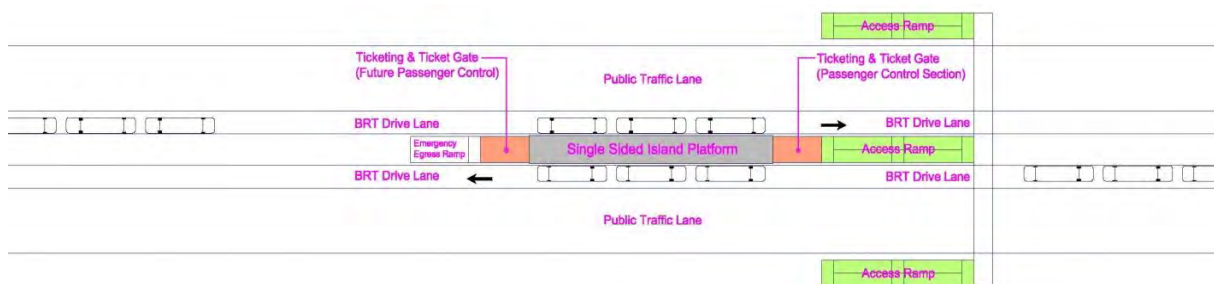 Access Ramp
Ticketing & Ticket Gate
(Future Passenger Control)
Public Traffic Lane
Ticketing & Ticket Gate
(Passenger Control Section)
BRT Drive Lane
BRT Drive Lane
Emergency
Egress Ramp
Single Sided Island Platform
Access Ramp
BRT Drive Lane
BRT Drive Lane
Public Traffic Lane
Access Ramp